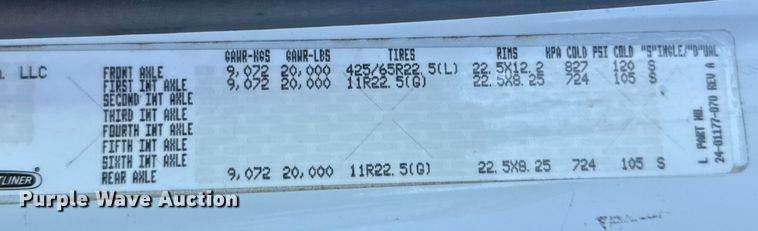 GAWR-KGS GAWR-LBS TIRES RIMS KPA COLD PSI COLD "S"INGLE/"D"UAL
LLC
FRONT AXLE 9,072 20,000 425/65R22.5(L) 22.5X12.2 827 120 S
FIRST INT AXLE 9,072 20,000 11R22.5(G) 22.5X8.25 724 105 S
SECOND INT AXLE
THIRD INT AXLE
FOURTH INT AXLE
FIFTH INT AXLE
SIXTH INT AXLE
REAR AXLE 9,072 20,000 11R22.5(G) 22.5X8.25 724 105 S
L PART NO.
24-01177-070 REV A
TLINER
Purple Wave Auction